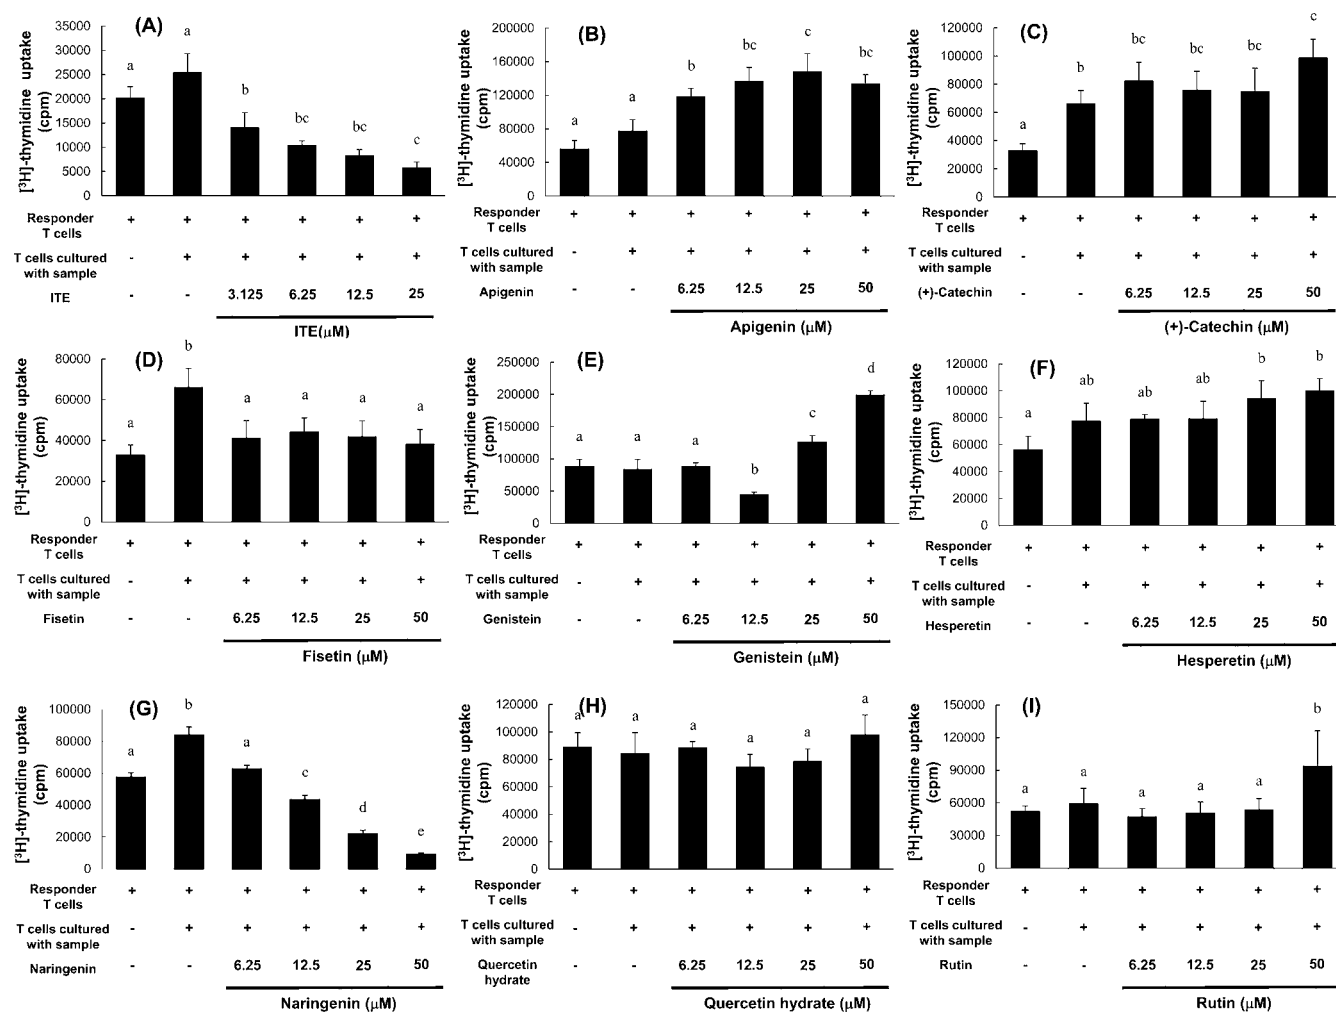 (A)
[³H]-thymidine uptake
(cpm)
35000
30000
25000
20000
15000
10000
5000
0
a a b bc bc c
Responder
T cells
+ + + + + +
T cells cultured
with sample
- + + + + +
ITE
- - 3.125 6.25 12.5 25
ITE(μM)
(B)
[³H]-thymidine uptake
(cpm)
200000
160000
120000
80000
40000
0
a a b bc c bc
Responder
T cells
+ + + + + +
T cells cultured
with sample
- + + + + +
Apigenin
- - 6.25 12.5 25 50
Apigenin (μM)
(C)
[³H]-thymidine uptake
(cpm)
120000
100000
80000
60000
40000
20000
0
a b bc bc bc c
Responder
T cells
+ + + + + +
T cells cultured
with sample
- + + + + +
(+)-Catechin
- - 6.25 12.5 25 50
(+)-Catechin (μM)
(D)
[³H]-thymidine uptake
(cpm)
80000
60000
40000
20000
0
a b a a a a
Responder
T cells
+ + + + + +
T cells cultured
with sample
- + + + + +
Fisetin
- - 6.25 12.5 25 50
Fisetin (μM)
(E)
[³H]-thymidine uptake
(cpm)
250000
200000
150000
100000
50000
0
a a a b c d
Responder
T cells
+ + + + + +
T cells cultured
with sample
- + + + + +
Genistein
- - 6.25 12.5 25 50
Genistein (μM)
(F)
[³H]-thymidine uptake
(cpm)
120000
100000
80000
60000
40000
20000
0
a ab ab ab b b
Responder
T cells
+ + + + + +
T cells cultured
with sample
- + + + + +
Hesperetin
- - 6.25 12.5 25 50
Hesperetin (μM)
(G)
[³H]-thymidine uptake
(cpm)
100000
80000
60000
40000
20000
0
a b a c d e
Responder
T cells
+ + + + + +
T cells cultured
with sample
- + + + + +
Naringenin
- - 6.25 12.5 25 50
Naringenin (μM)
(H)
[³H]-thymidine uptake
(cpm)
120000
100000
80000
60000
40000
20000
0
a a a a a a
Responder
T cells
+ + + + + +
T cells cultured
with sample
- + + + + +
Quercetin
hydrate
- - 6.25 12.5 25 50
Quercetin hydrate (μM)
(I)
[³H]-thymidine uptake
(cpm)
150000
120000
90000
60000
30000
0
a a a a a b
Responder
T cells
+ + + + + +
T cells cultured
with sample
- + + + + +
Rutin
- - 6.25 12.5 25 50
Rutin (μM)